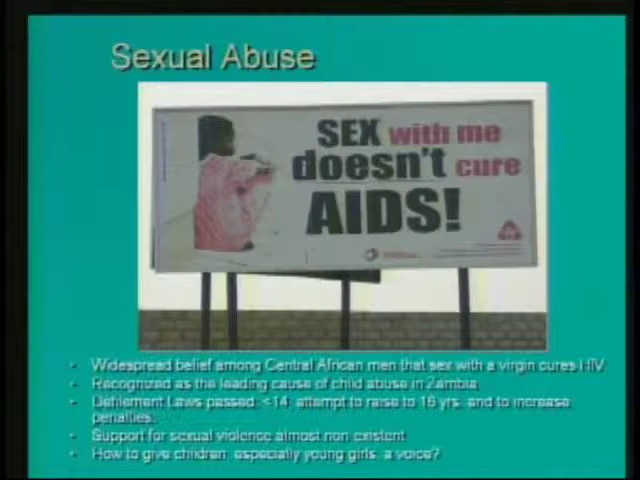 Sexual Abuse
SEX with me
doesn't cure
AIDS!
- Widespread belief among Central African men that sex with a virgin cures HIV
- Recognized as the leading cause of child abuse in Zambia
- Defilement Laws passed: <14 attempt to raise to 16 yrs and to increase
penalties.
- Support for sexual violence almost non existent
- How to give children, especially young girls, a voice?